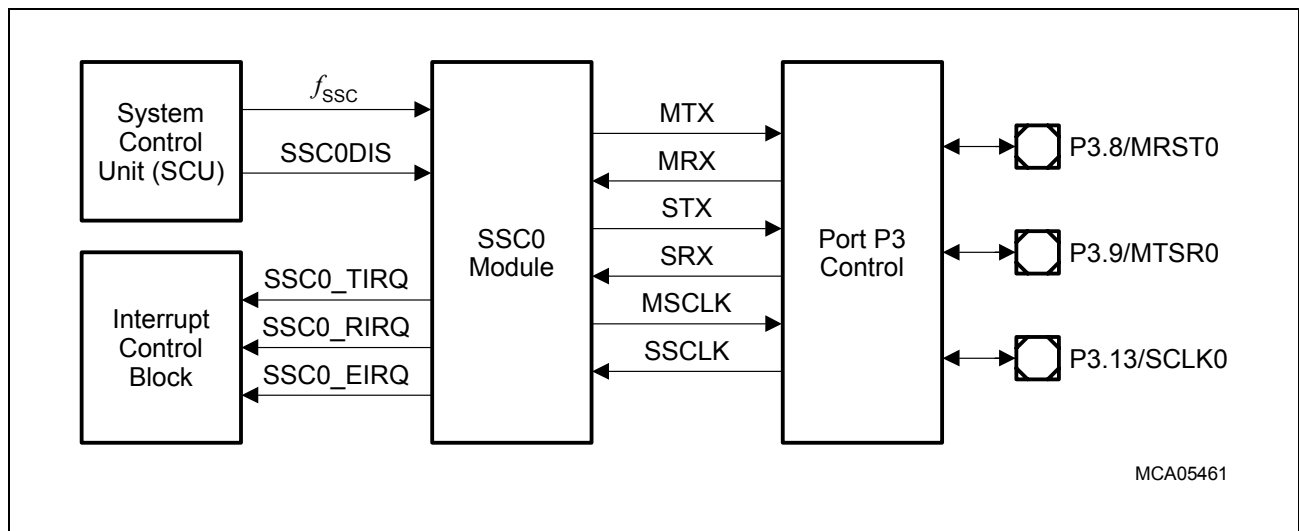 System
Control
Unit (SCU)
fSSC
SSC0DIS
Interrupt
Control
Block
SSC0_TIRQ
SSC0_RIRQ
SSC0_EIRQ
SSC0
Module
MTX
MRX
STX
SRX
MSCLK
SSCLK
Port P3
Control
P3.8/MRST0
P3.9/MTSR0
P3.13/SCLK0
MCA05461